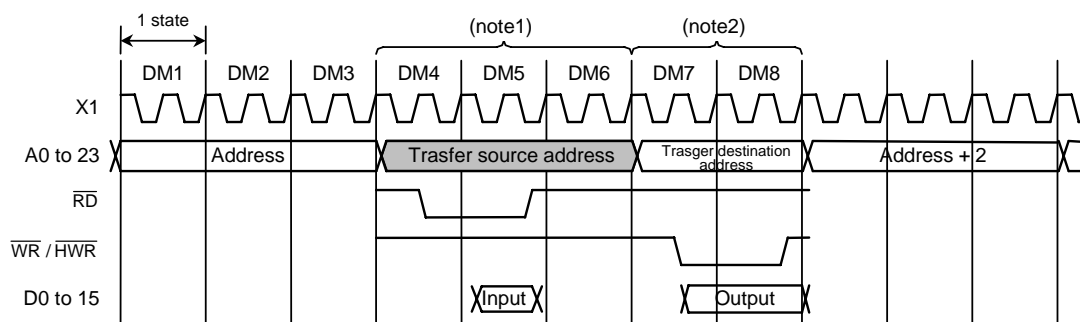 1 state
(note1)
(note2)
DM1 DM2 DM3 DM4 DM5 DM6 DM7 DM8
X1
A0 to 23
Address
Trasfer source address
Trasger destination
address
Address + 2
RD
WR / HWR
D0 to 15
Input
Output